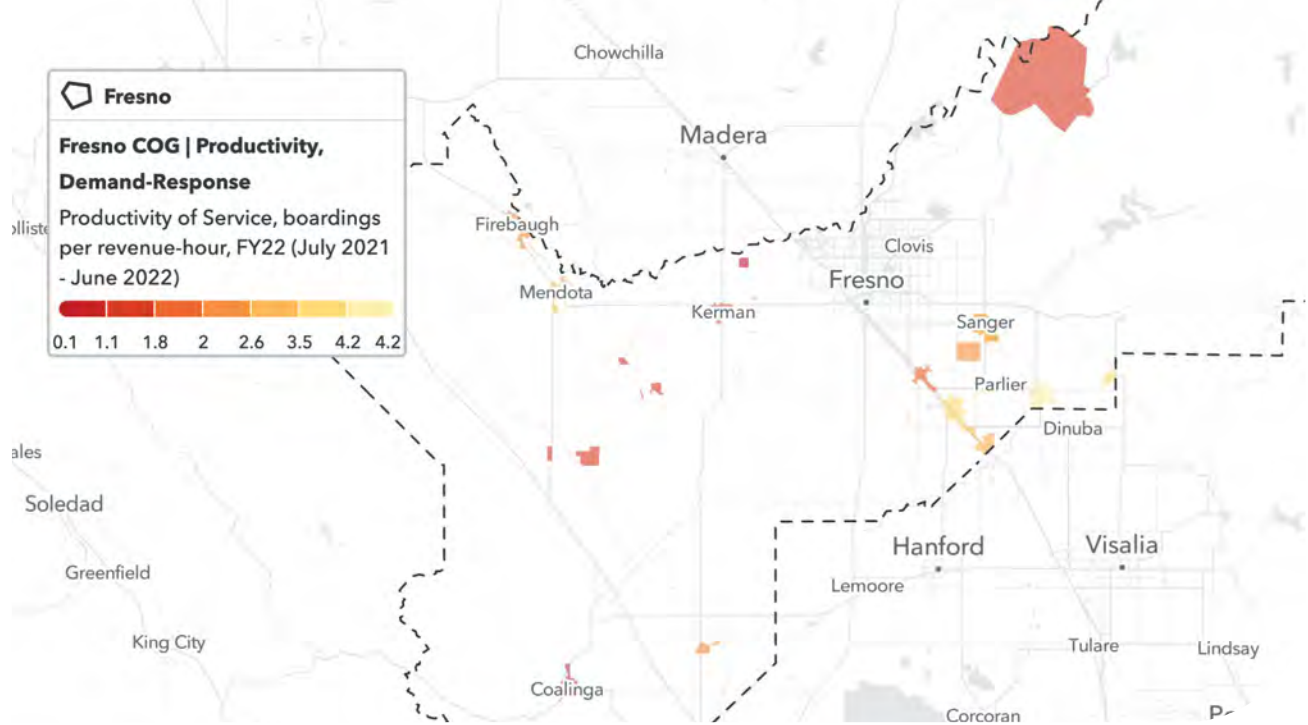 Fresno
Fresno COG | Productivity,
Demand-Response
Productivity of Service, boardings
per revenue-hour, FY22 (July 2021
- June 2022)
0.1 1.1 1.8 2 2.6 3.5 4.2 4.2
Chowchilla
Madera
olliste
Firebaugh
Clovis
Fresno
Mendota
Kerman
Sanger
Parlier
Dinuba
ales
Soledad
Hanford
Visalia
Greenfield
Lemoore
King City
Tulare
Lindsay
Coalinga
Corcoran